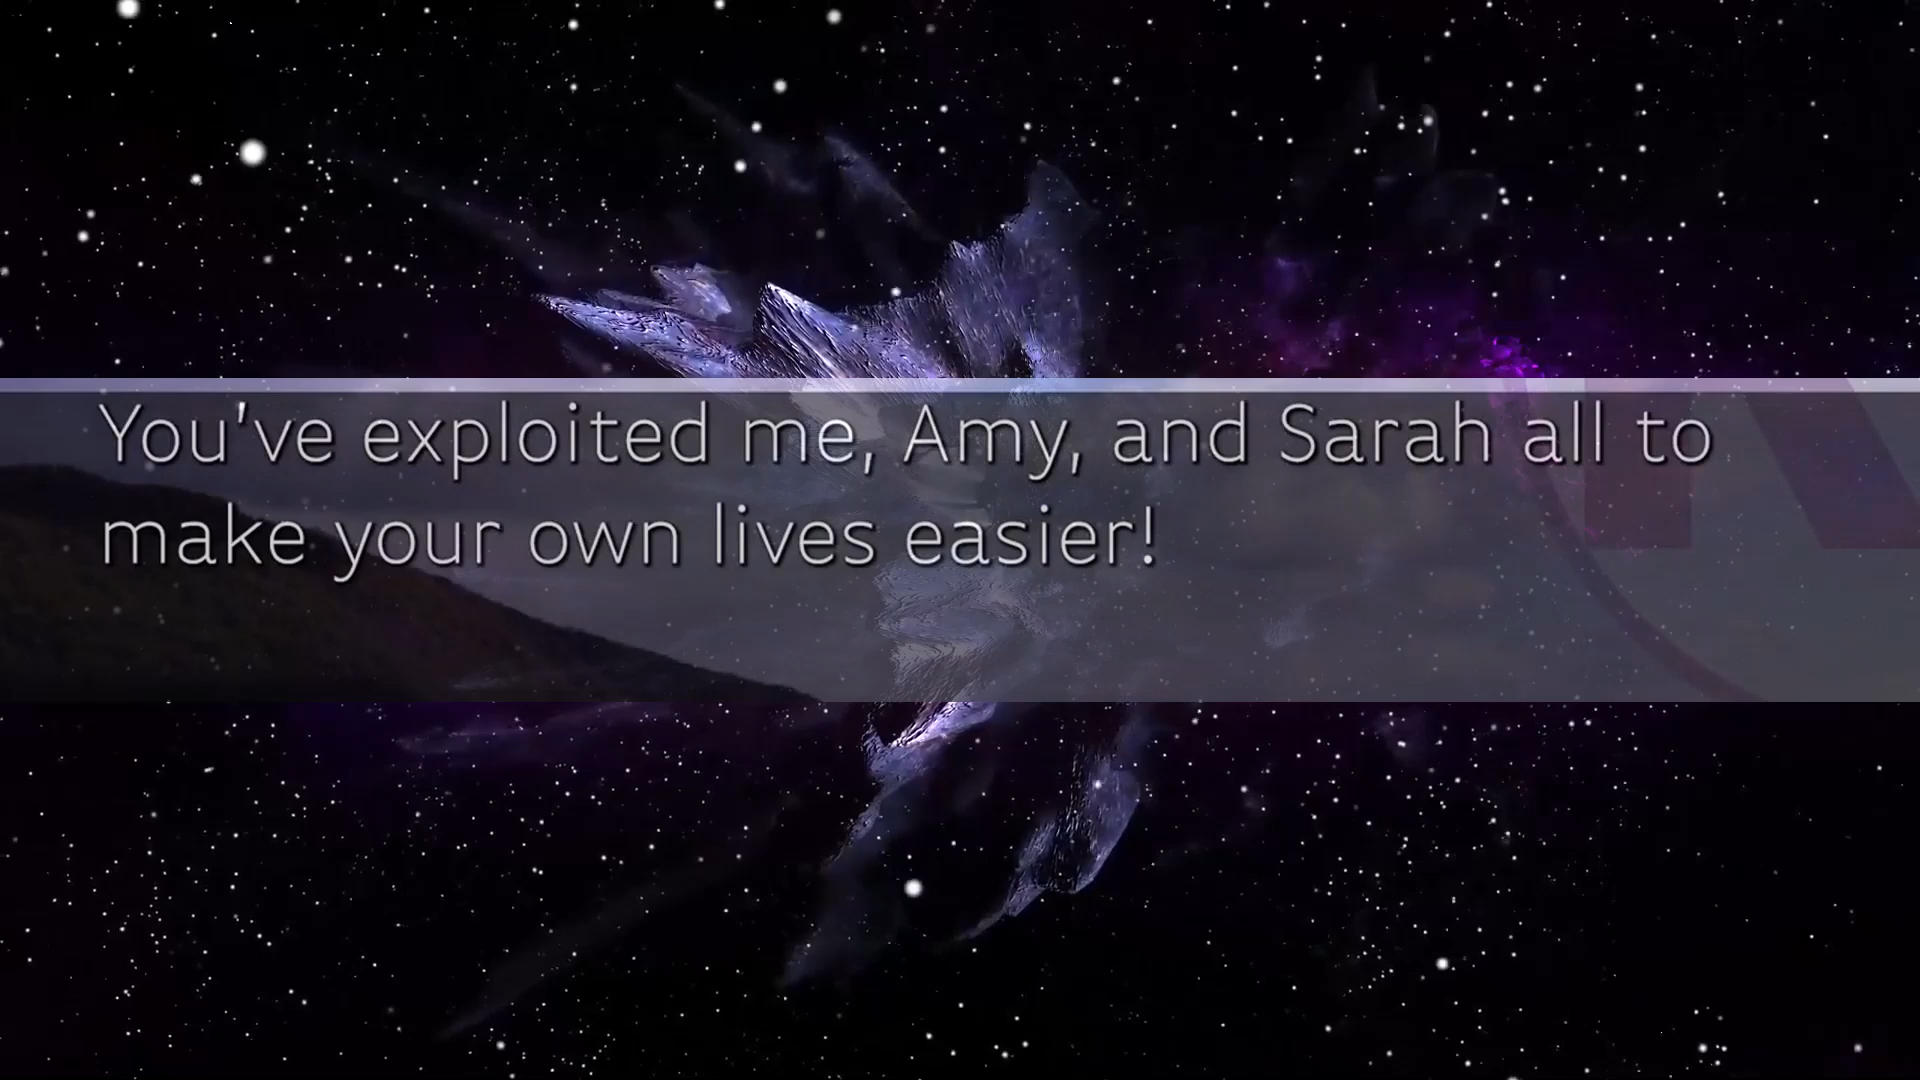 You've exploited me, Amy, and Sarah all to
make your own lives easier!